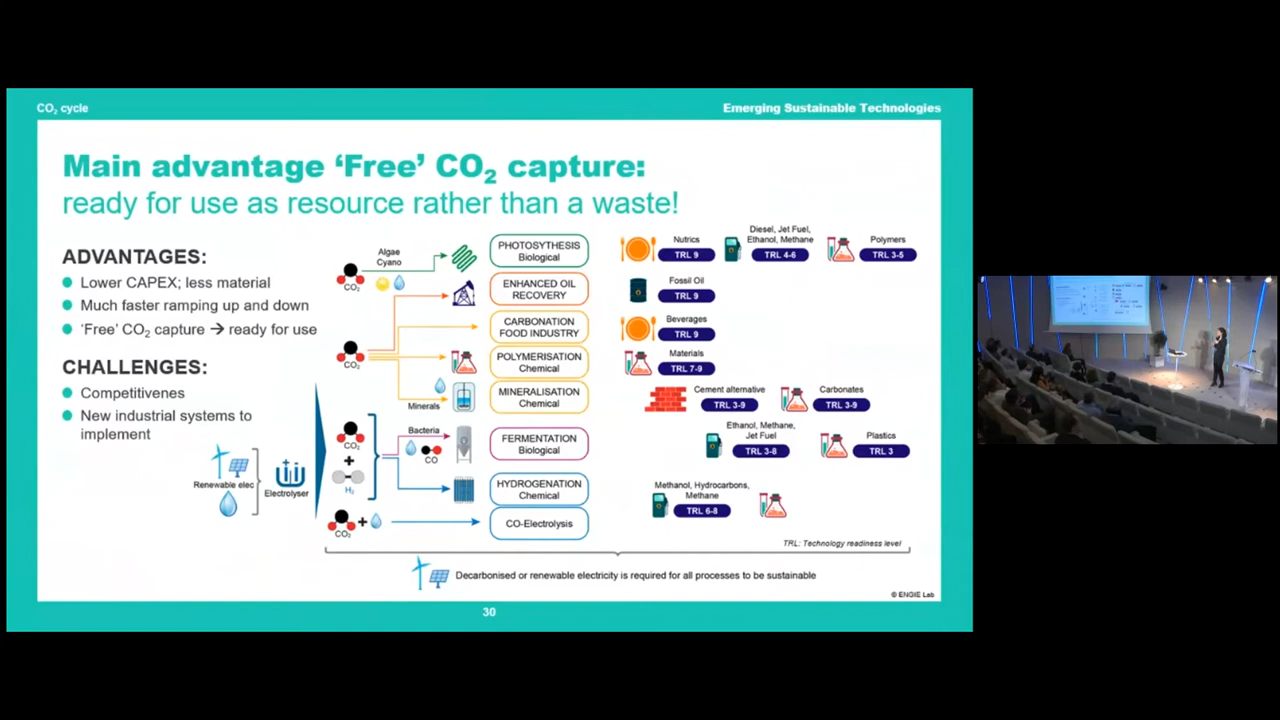 CO₂ cycle
Emerging Sustainable Technologies
Main advantage ‘Free’ CO₂ capture:
ready for use as resource rather than a waste!
ADVANTAGES:
Lower CAPEX; less material
Much faster ramping up and down
‘Free’ CO₂ capture → ready for use
CHALLENGES:
Competitivenes
New industrial systems to
implement
Renewable elec
Electrolyser
Algae
Cyano
CO₂
PHOTOSYTHESIS
Biological
Nutrics
TRL 9
Diesel, Jet Fuel,
Ethanol, Methane
TRL 4-6
Polymers
TRL 3-5
ENHANCED OIL
RECOVERY
Fossil Oil
TRL 9
CO₂
CARBONATION
FOOD INDUSTRY
Beverages
TRL 9
POLYMERISATION
Chemical
Materials
TRL 7-9
Minerals
MINERALISATION
Chemical
Cement alternative
TRL 3-9
Carbonates
TRL 3-9
CO₂
+
H₂
Bacteria
CO
FERMENTATION
Biological
Ethanol, Methane,
Jet Fuel
TRL 3-8
Plastics
TRL 3
HYDROGENATION
Chemical
Methanol, Hydrocarbons,
Methane
TRL 6-8
CO₂
+
CO-Electrolysis
TRL: Technology readiness level
Decarbonised or renewable electricity is required for all processes to be sustainable
© ENGIE Lab
30